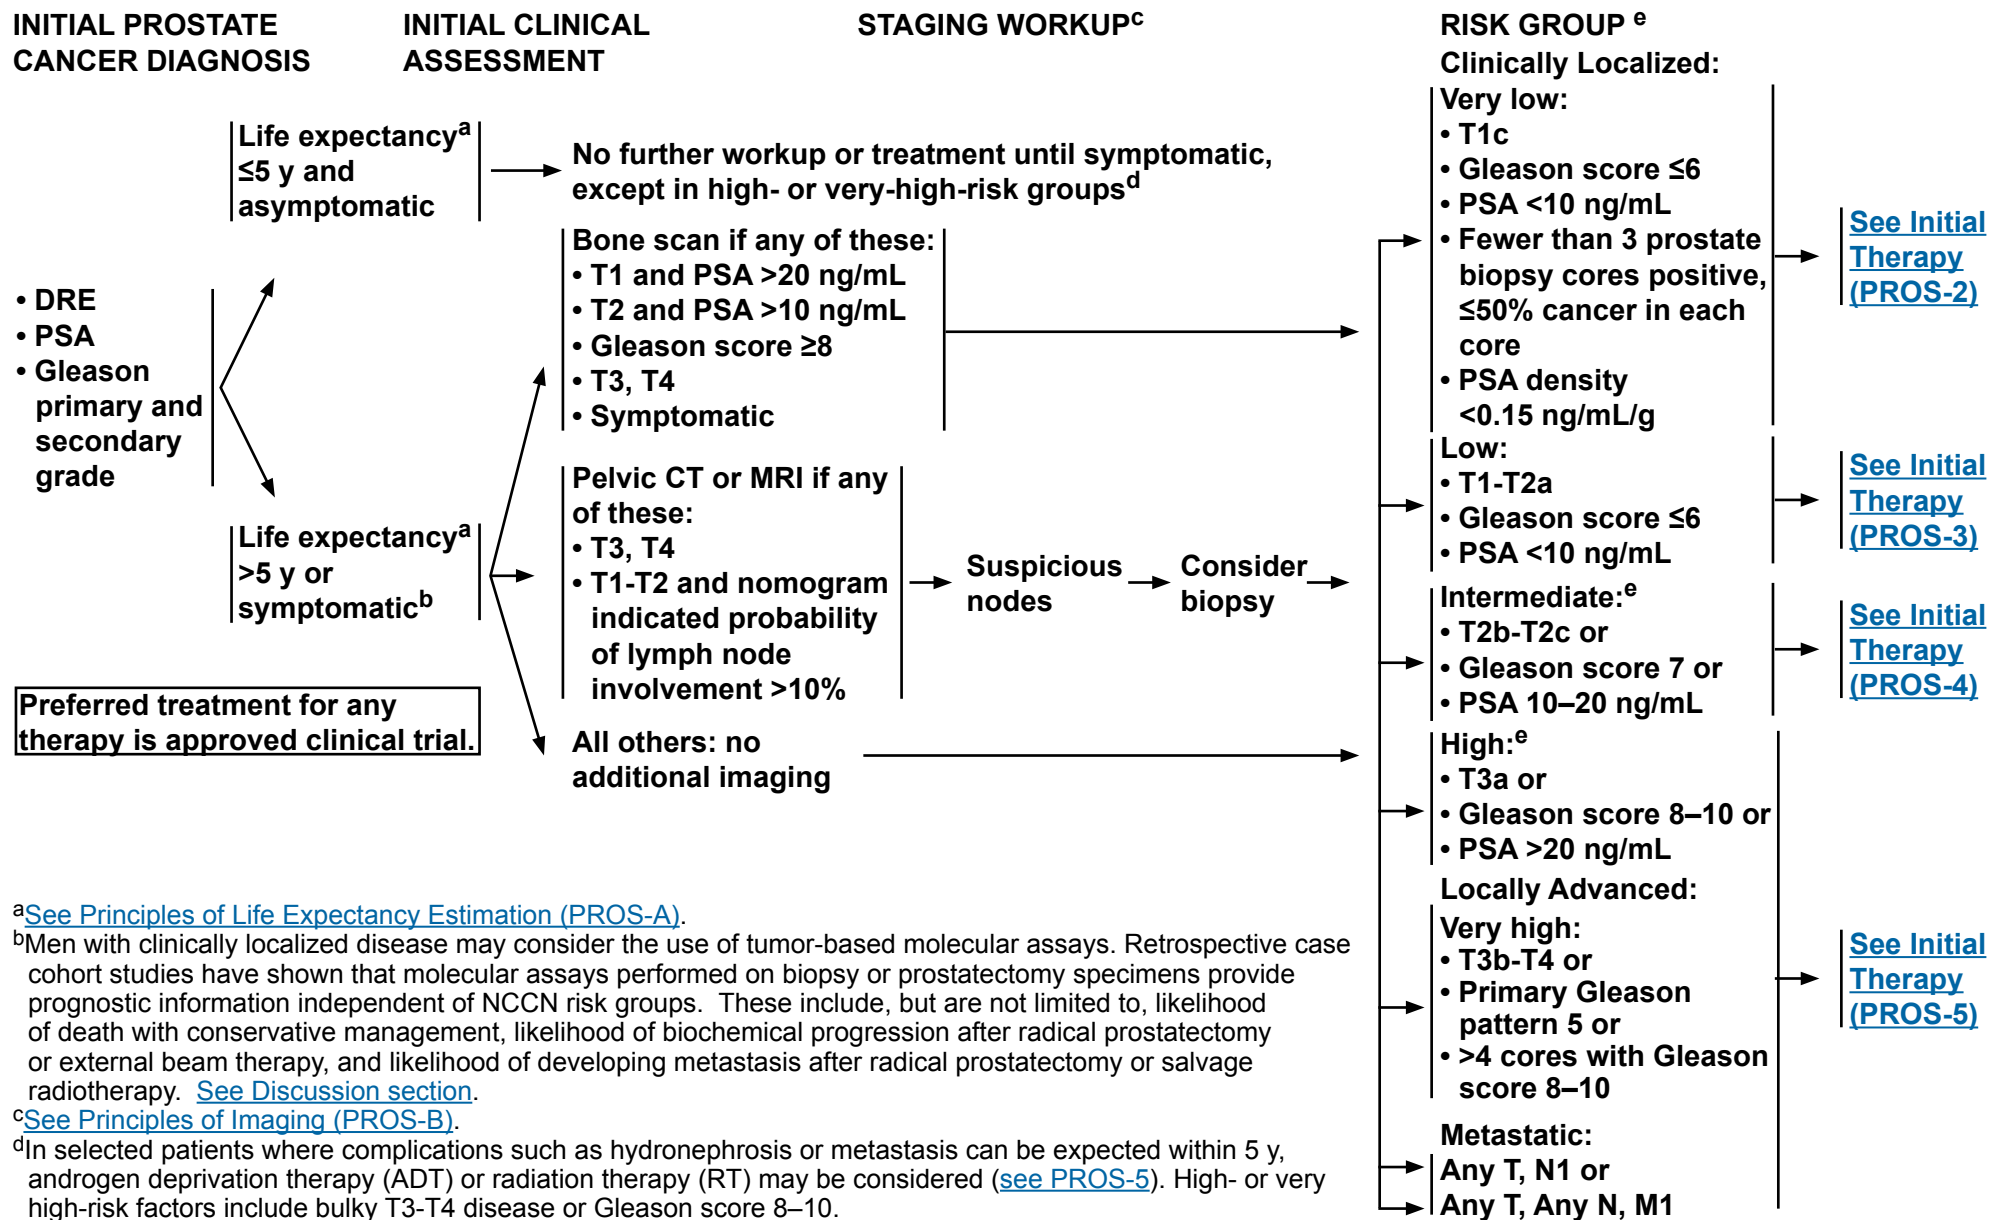 INITIAL PROSTATE
CANCER DIAGNOSIS
INITIAL CLINICAL
ASSESSMENT
STAGING WORKUPc
RISK GROUP e
Clinically Localized:
• DRE
• PSA
• Gleason
primary and
secondary
grade
Life expectancya
≤5 y and
asymptomatic
No further workup or treatment until symptomatic,
except in high- or very-high-risk groupsd
Life expectancya
>5 y or
symptomaticb
Bone scan if any of these:
• T1 and PSA >20 ng/mL
• T2 and PSA >10 ng/mL
• Gleason score ≥8
• T3, T4
• Symptomatic
Pelvic CT or MRI if any
of these:
• T3, T4
• T1-T2 and nomogram
indicated probability
of lymph node
involvement >10%
Suspicious
nodes
Consider
biopsy
All others: no
additional imaging
Preferred treatment for any
therapy is approved clinical trial.
Very low:
• T1c
• Gleason score ≤6
• PSA <10 ng/mL
• Fewer than 3 prostate
biopsy cores positive,
≤50% cancer in each
core
• PSA density
<0.15 ng/mL/g
See Initial
Therapy
(PROS-2)
Low:
• T1-T2a
• Gleason score ≤6
• PSA <10 ng/mL
See Initial
Therapy
(PROS-3)
Intermediate:e
• T2b-T2c or
• Gleason score 7 or
• PSA 10–20 ng/mL
See Initial
Therapy
(PROS-4)
High:e
• T3a or
• Gleason score 8–10 or
• PSA >20 ng/mL
Locally Advanced:
Very high:
• T3b-T4 or
• Primary Gleason
pattern 5 or
• >4 cores with Gleason
score 8–10
Metastatic:
Any T, N1 or
Any T, Any N, M1
See Initial
Therapy
(PROS-5)
aSee Principles of Life Expectancy Estimation (PROS-A).
bMen with clinically localized disease may consider the use of tumor-based molecular assays. Retrospective case
cohort studies have shown that molecular assays performed on biopsy or prostatectomy specimens provide
prognostic information independent of NCCN risk groups.  These include, but are not limited to, likelihood
of death with conservative management, likelihood of biochemical progression after radical prostatectomy
or external beam therapy, and likelihood of developing metastasis after radical prostatectomy or salvage
radiotherapy.  See Discussion section.
cSee Principles of Imaging (PROS-B).
dIn selected patients where complications such as hydronephrosis or metastasis can be expected within 5 y,
androgen deprivation therapy (ADT) or radiation therapy (RT) may be considered (see PROS-5). High- or very
high-risk factors include bulky T3-T4 disease or Gleason score 8–10.